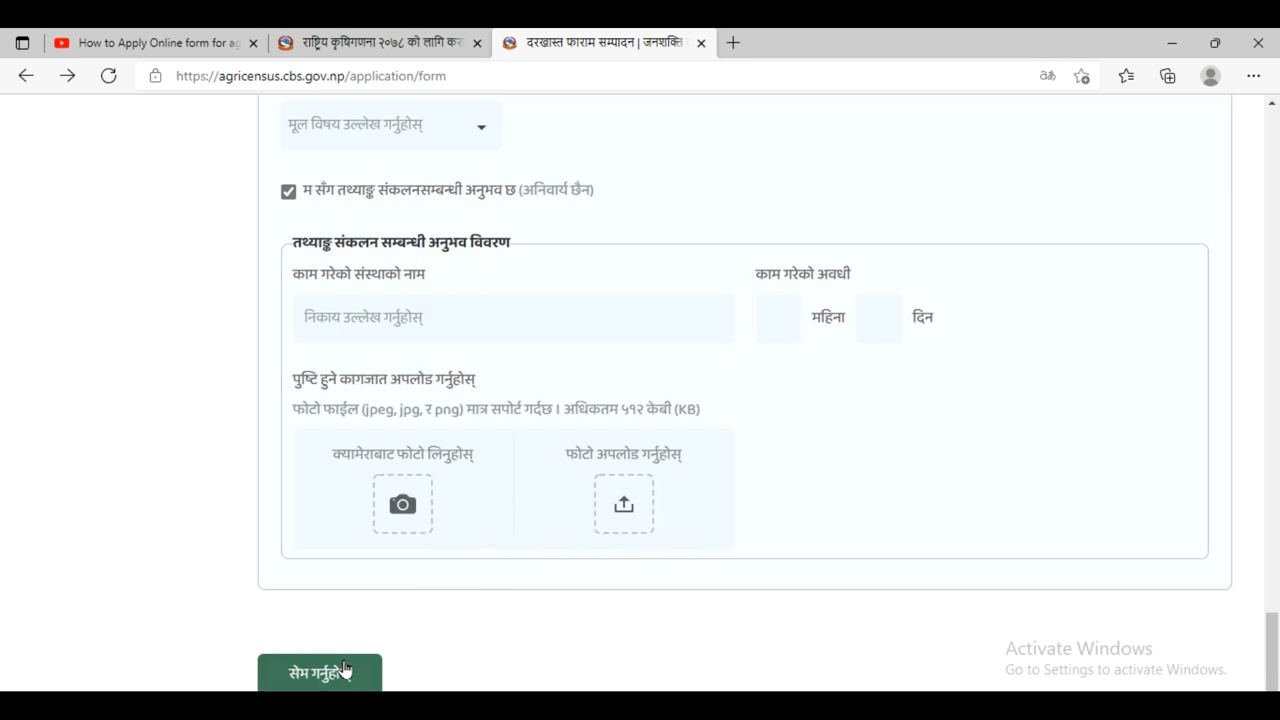 How to Apply Online form for ag
राष्ट्रिय कृषिगणना २०७८ को लागि कर
दरखास्त फाराम सम्पादन | जनशक्ति
https://agricensus.cbs.gov.np/application/form
मूल विषय उल्लेख गर्नुहोस्
म सँग तथ्याङ्क संकलनसम्बन्धी अनुभव छ (अनिवार्य छैन)
तथ्याङ्क संकलन सम्बन्धी अनुभव विवरण
काम गरेको संस्थाको नाम
काम गरेको अवधी
निकाय उल्लेख गर्नुहोस्
महिना
दिन
पुष्टि हुने कागजात अपलोड गर्नुहोस्
फोटो फाईल (jpeg, jpg, र png) मात्र सपोर्ट गर्दछ । अधिकतम ५१२ केबी (KB)
क्यामेराबाट फोटो लिनुहोस्
फोटो अपलोड गर्नुहोस्
सेभ गर्नुहोस्
Activate Windows
Go to Settings to activate Windows.